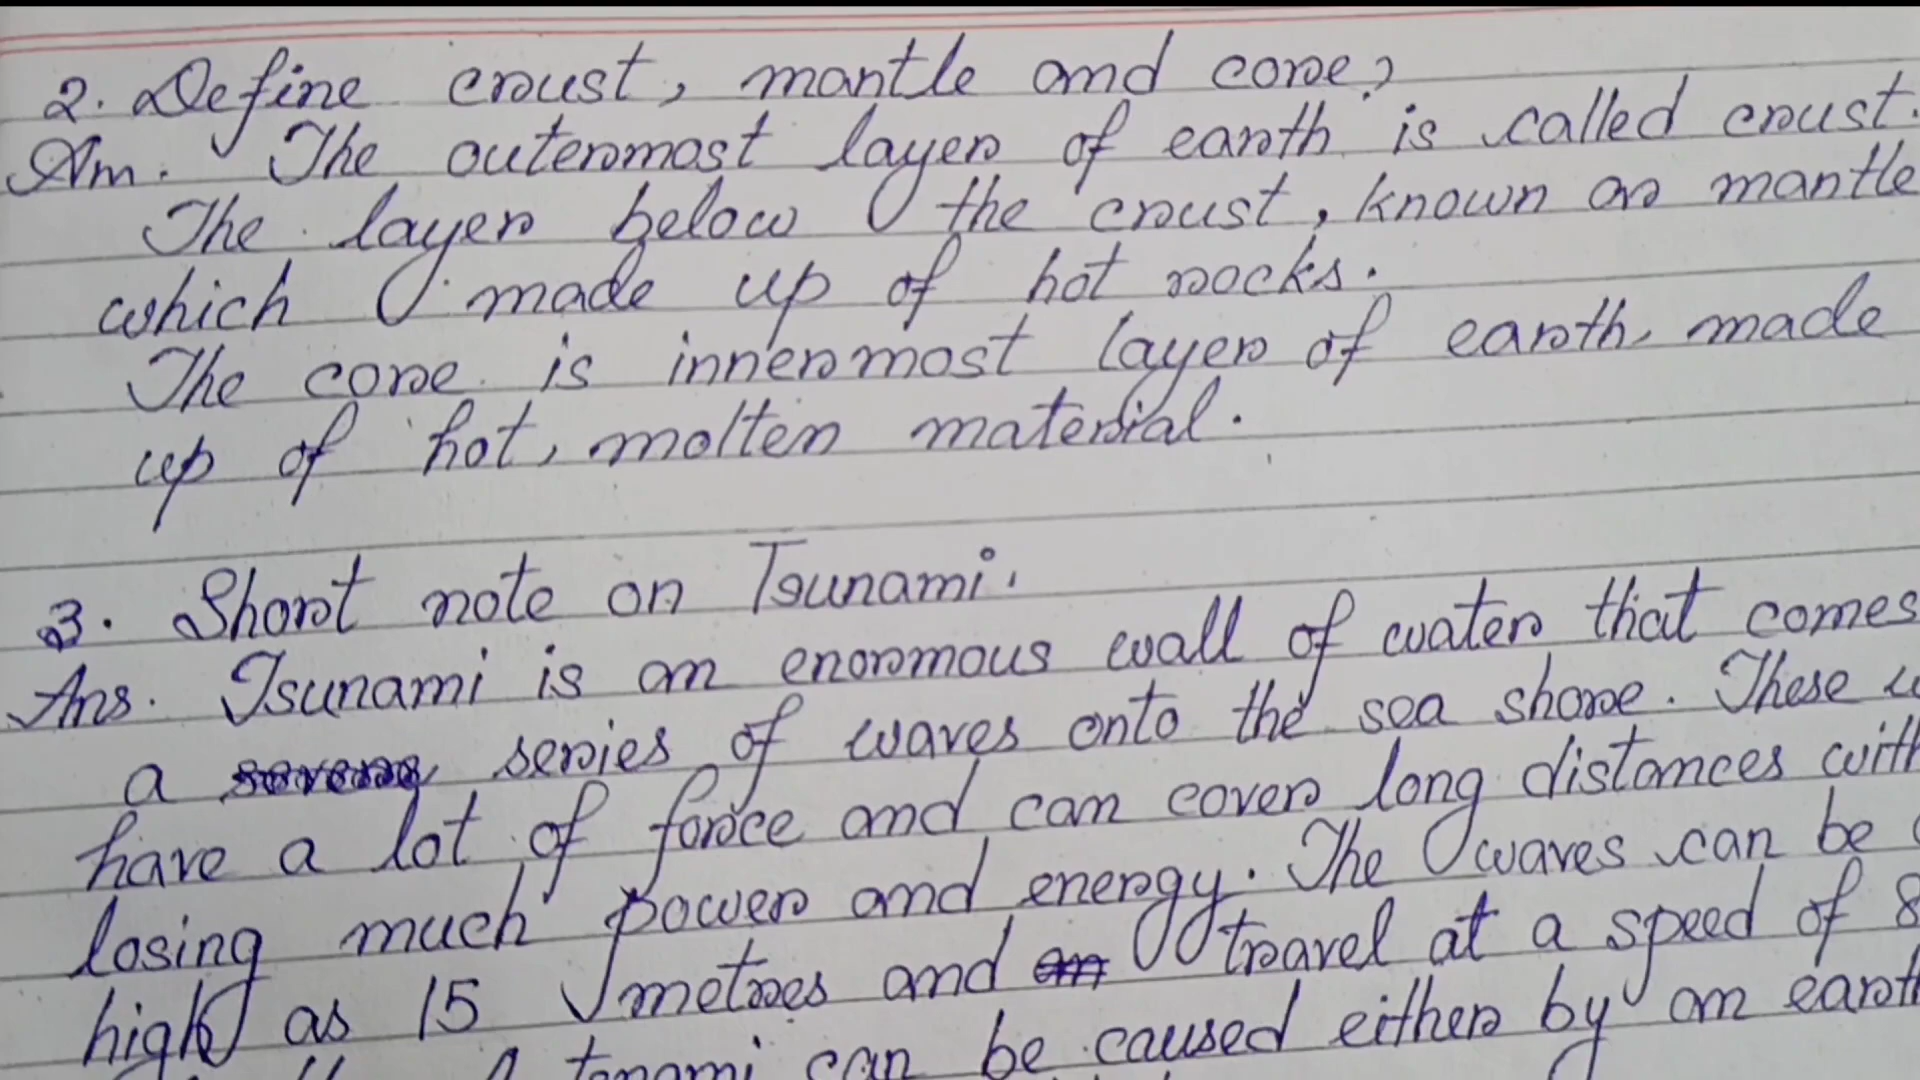 2. Define crust, mantle and core?
Ans. The outermost layer of earth is called crust.
The layer below the crust, known as mantle
which made up of hot rocks.
The core is innermost layer of earth, made
up of hot, molten material.
3. Short note on Tsunami.
Ans. Tsunami is an enormous wall of water that comes
a series of waves onto the sea shore. These
have a lot of force and can cover long distances with
losing much power and energy. The waves can be
high as 15 metres and travel at a speed of 8
can be caused either by an earth